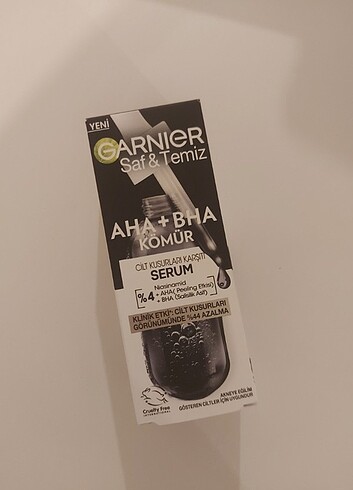 YENİ
GARNIER
Saf & Temiz
AHA + BHA
KÖMÜR
CİLT KUSURLARI KARŞITI
SERUM
%4
Niasinamid
+ AHA( Peeling Etkisi)
+ BHA (Salisilik Asit)
KLİNİK ETKİ*: CİLT KUSURLARI
GÖRÜNÜMÜNDE %44 AZALMA
Cruelty Free
INTERNATIONAL
AKNEYE EĞİLİM
GÖSTEREN CİLTLER İÇİN UYGUNDUR